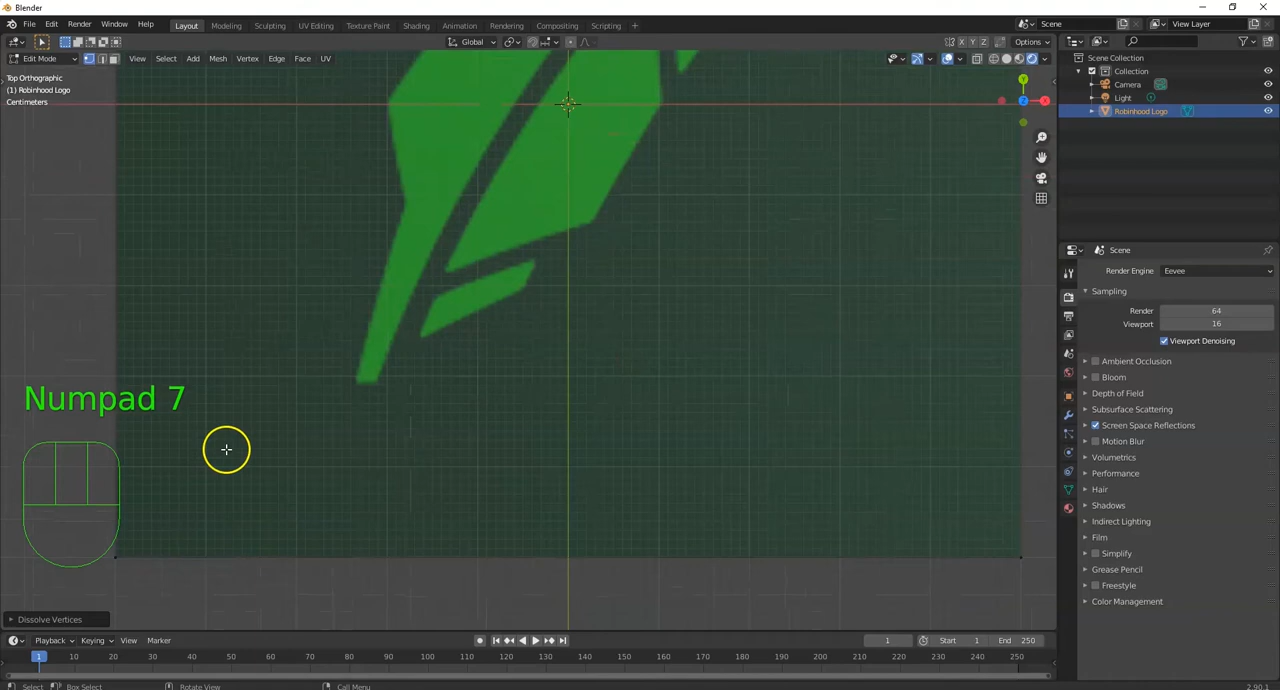 Blender
File Edit Render Window Help Layout Modeling Sculpting UV Editing Texture Paint Shading Animation Rendering Compositing Scripting + Scene View Layer
Global X Y Z Options
Edit Mode View Select Add Mesh Vertex Edge Face UV
Scene Collection
Collection
Camera
Light
Robinhood Logo
Top Orthographic
(1) Robinhood Logo
Centimeters
Y
X
Z
Scene
Render Engine Eevee
Sampling
Render 64
Viewport 16
Viewport Denoising
Ambient Occlusion
Bloom
Depth of Field
Subsurface Scattering
Screen Space Reflections
Motion Blur
Volumetrics
Performance
Hair
Shadows
Indirect Lighting
Film
Simplify
Grease Pencil
Freestyle
Color Management
Numpad 7
Dissolve Vertices
Playback Keying View Marker 1 Start 1 End 250
1 10 20 30 40 50 60 70 80 90 100 110 120 130 140 150 160 170 180 190 200 210 220 230 240 250
Select Box Select Rotate View Call Menu 2.90.1